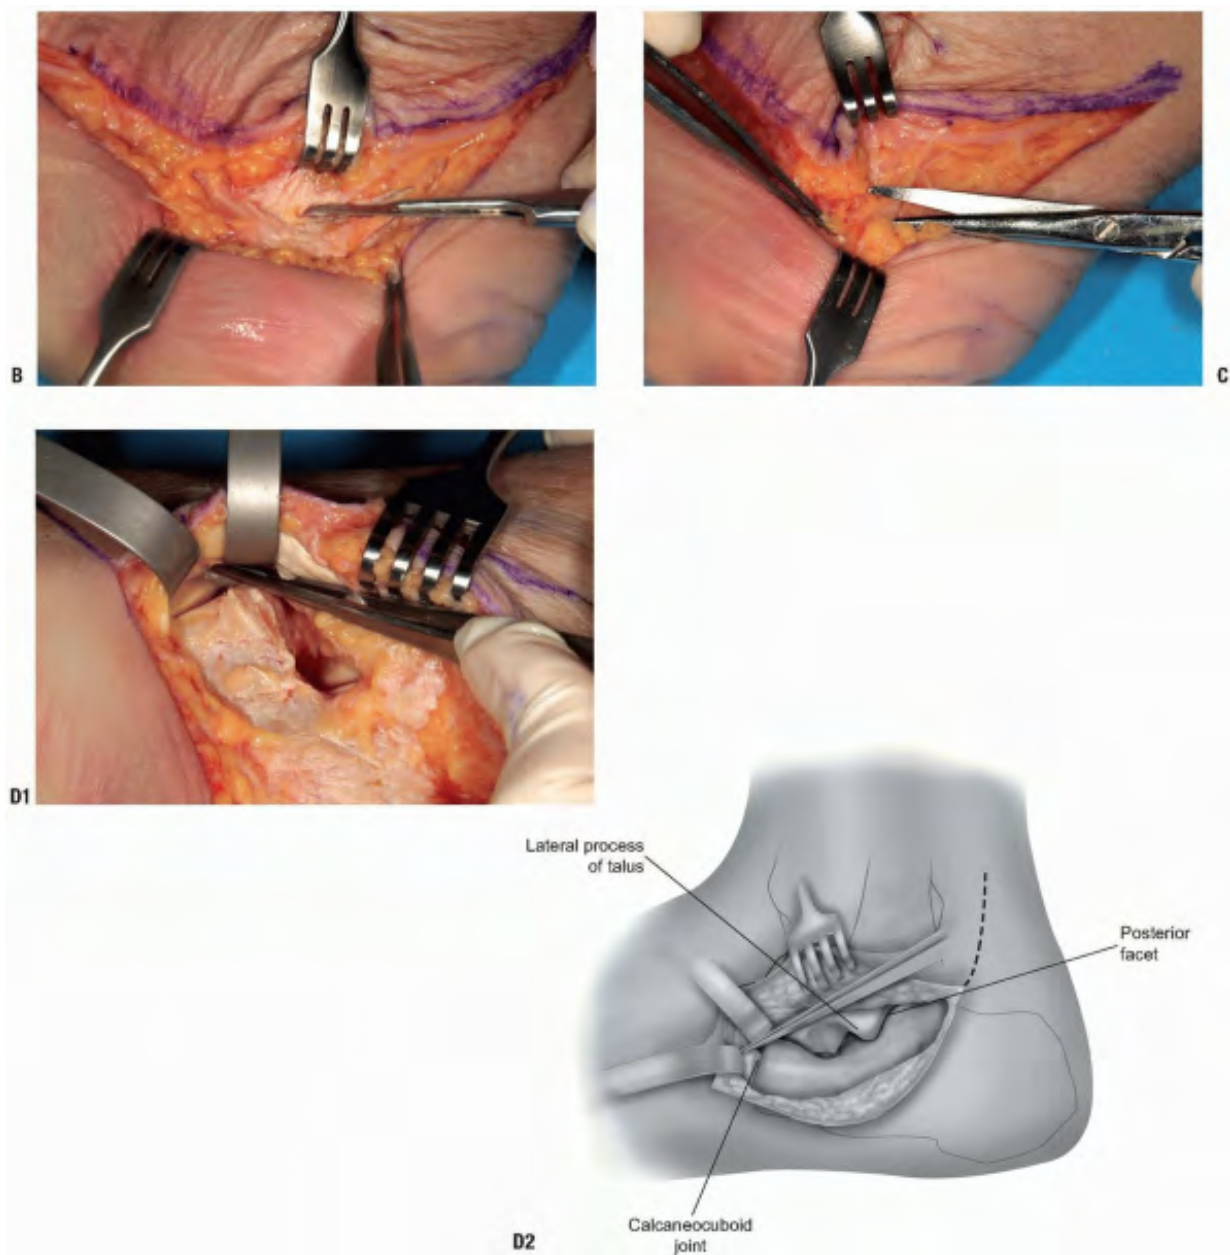 B
C
D1
Lateral process
of talus
Posterior
facet
Calcaneocuboid
joint
D2